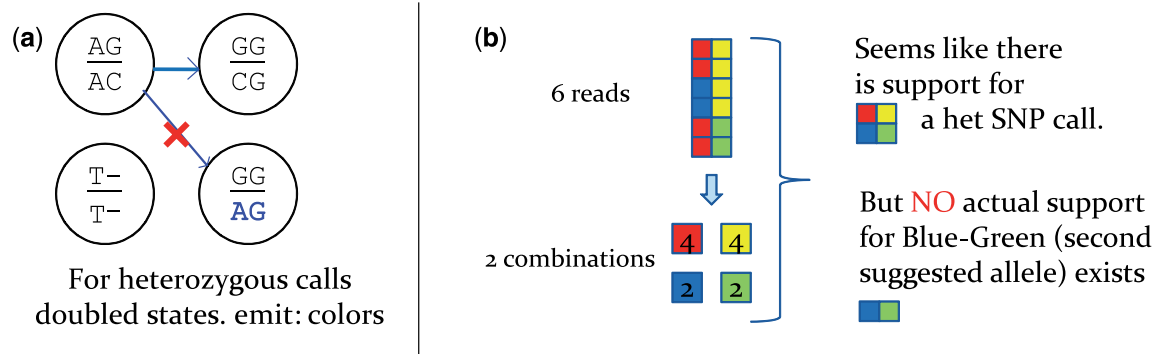 (a)
AG
AC
GG
CG
T-
T-
GG
AG
For heterozygous calls
doubled states. emit: colors
(b)
6 reads
2 combinations
4 4
2 2
Seems like there
is support for
a het SNP call.
But NO actual support
for Blue-Green (second
suggested allele) exists